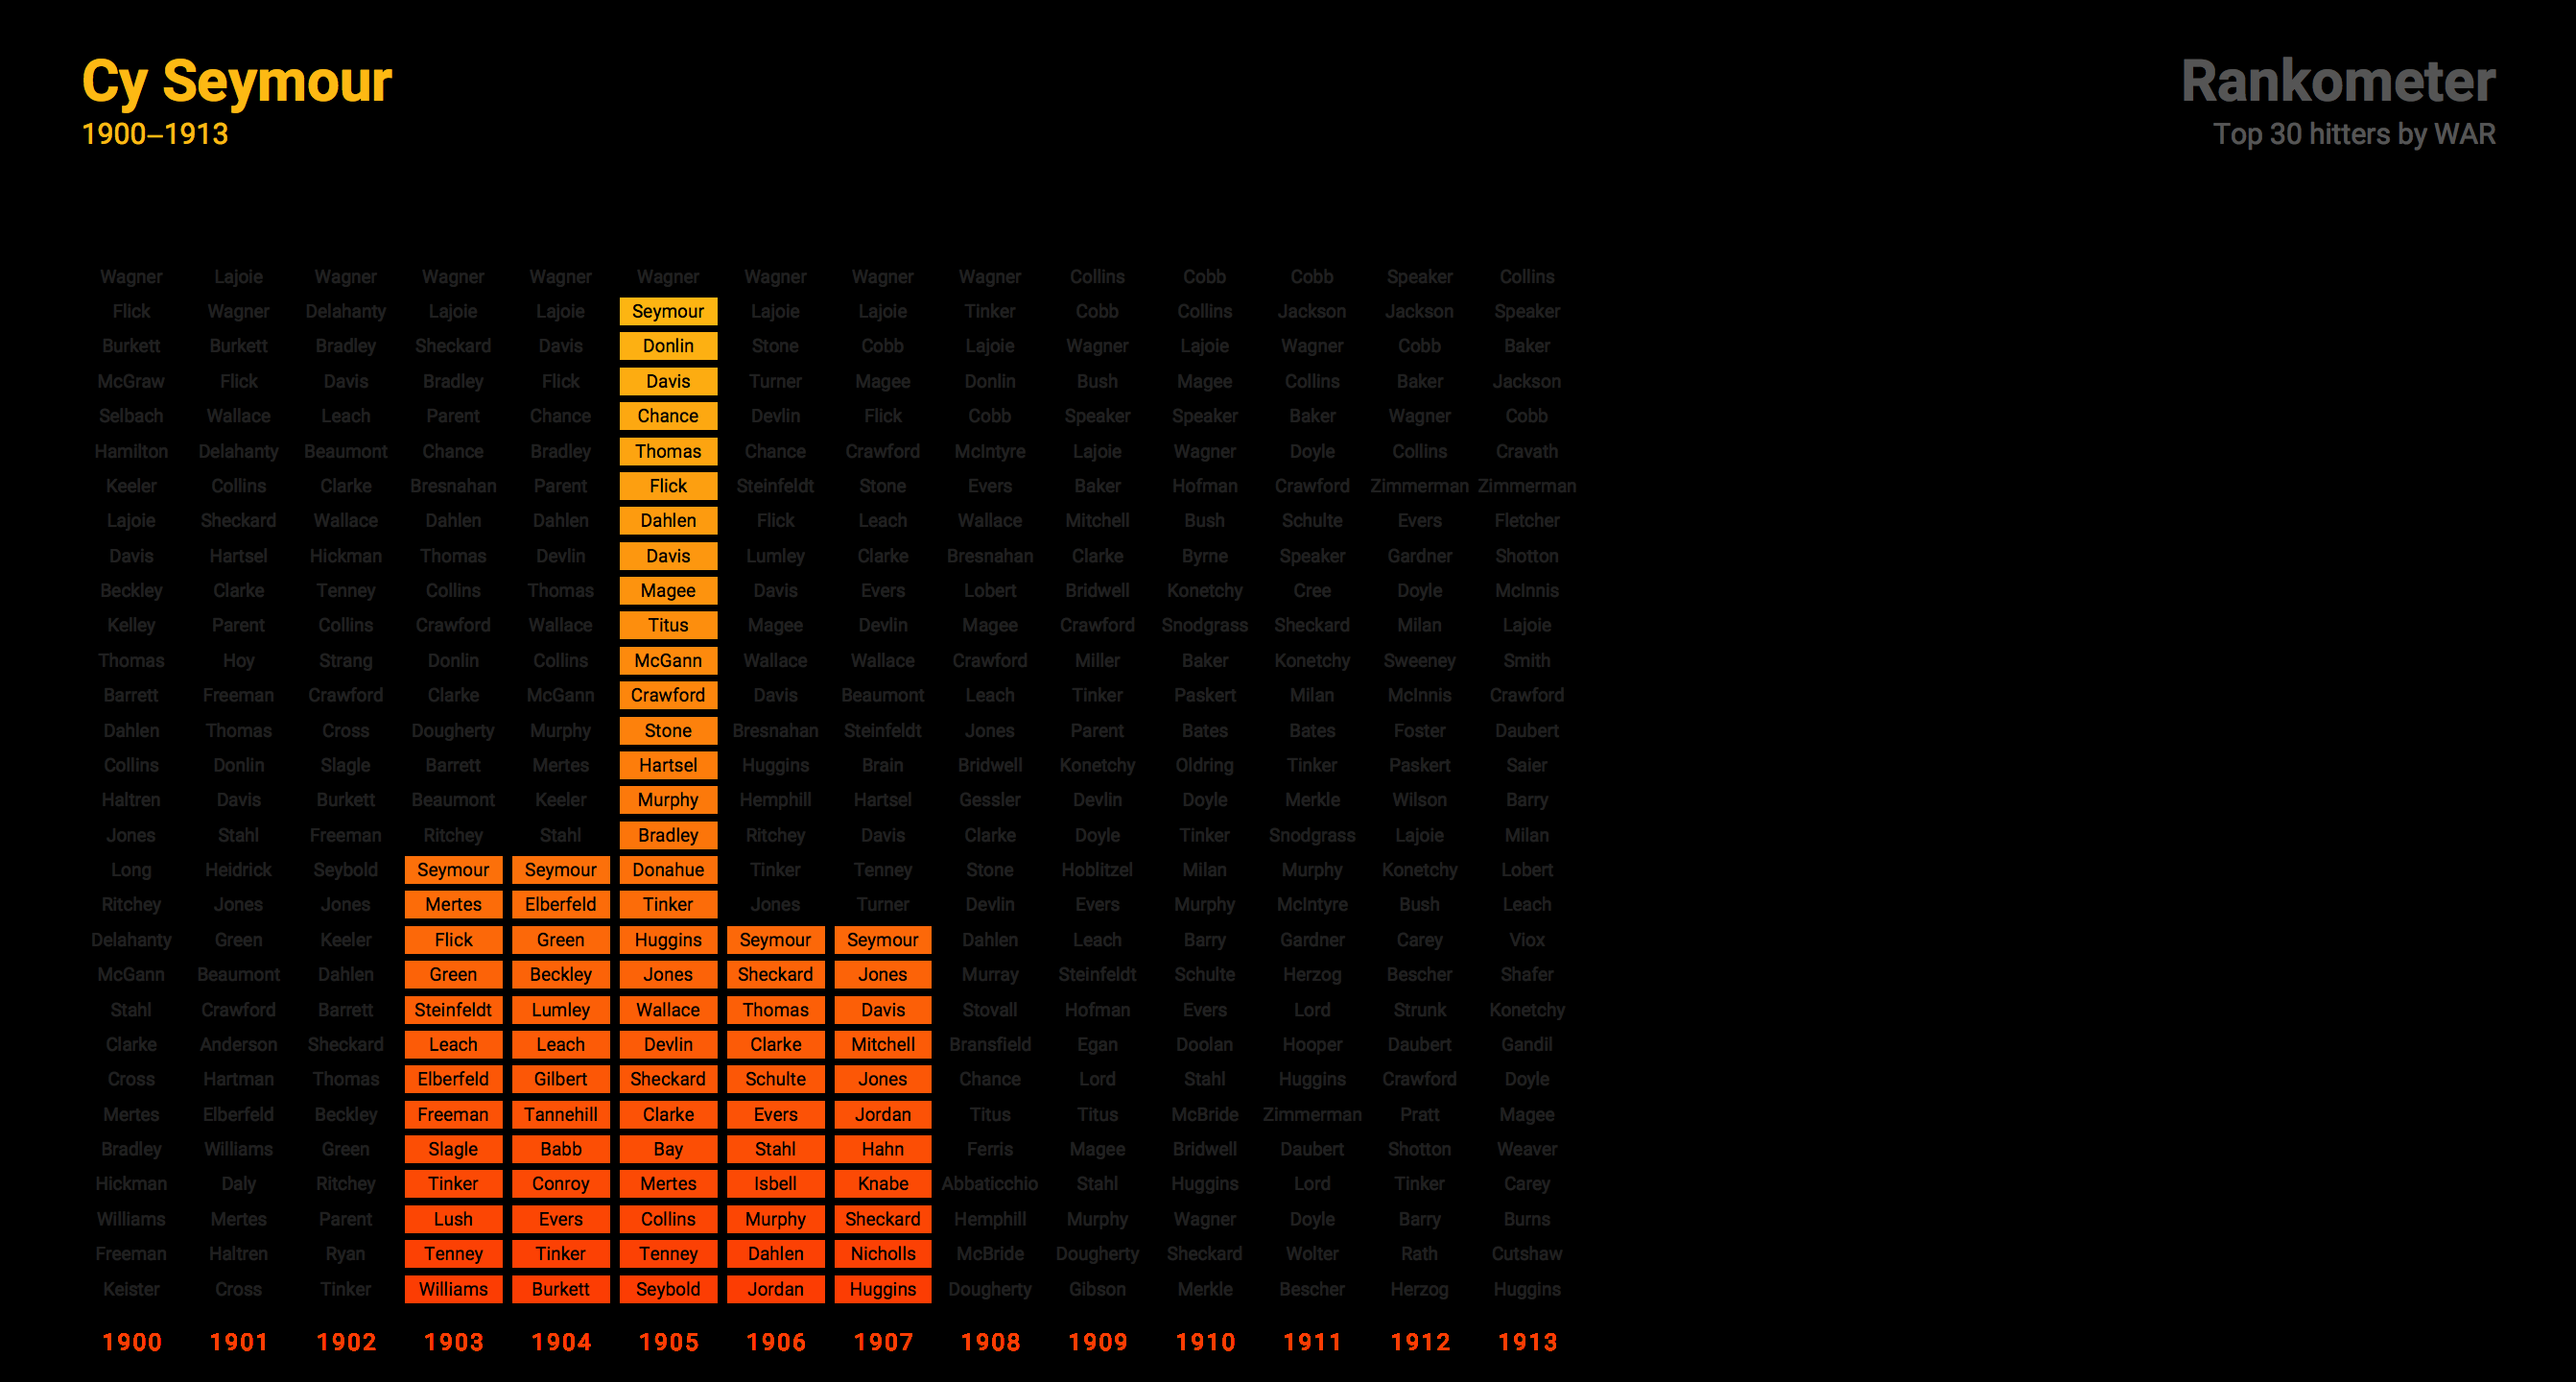 Cy Seymour
1900–1913
Rankometer
Top 30 hitters by WAR
Wagner Lajoie Wagner Wagner Wagner Wagner Wagner Wagner Wagner Collins Cobb Cobb Speaker Collins
Flick Wagner Delahanty Lajoie Lajoie Seymour Lajoie Lajoie Tinker Cobb Collins Jackson Jackson Speaker
Burkett Burkett Bradley Sheckard Davis Donlin Stone Cobb Lajoie Wagner Lajoie Wagner Cobb Baker
McGraw Flick Davis Bradley Flick Davis Turner Magee Donlin Bush Magee Collins Baker Jackson
Selbach Wallace Leach Parent Chance Chance Devlin Flick Cobb Speaker Speaker Baker Wagner Cobb
Hamilton Delahanty Beaumont Chance Bradley Thomas Chance Crawford McIntyre Lajoie Wagner Doyle Collins Cravath
Keeler Collins Clarke Bresnahan Parent Flick Steinfeldt Stone Evers Baker Hofman Crawford Zimmerman Zimmerman
Lajoie Sheckard Wallace Dahlen Dahlen Dahlen Flick Leach Wallace Mitchell Bush Schulte Evers Fletcher
Davis Hartsel Hickman Thomas Devlin Davis Lumley Clarke Bresnahan Clarke Byrne Speaker Gardner Shotton
Beckley Clarke Tenney Collins Thomas Magee Davis Evers Lobert Bridwell Konetchy Cree Doyle McInnis
Kelley Parent Collins Crawford Wallace Titus Magee Devlin Magee Crawford Snodgrass Sheckard Milan Lajoie
Thomas Hoy Strang Donlin Collins McGann Wallace Wallace Crawford Miller Baker Konetchy Sweeney Smith
Barrett Freeman Crawford Clarke McGann Crawford Davis Beaumont Leach Tinker Paskert Milan McInnis Crawford
Dahlen Thomas Cross Dougherty Murphy Stone Bresnahan Steinfeldt Jones Parent Bates Bates Foster Daubert
Collins Donlin Slagle Barrett Mertes Hartsel Huggins Brain Bridwell Konetchy Oldring Tinker Paskert Saier
Haltren Davis Burkett Beaumont Keeler Murphy Hemphill Hartsel Gessler Devlin Doyle Merkle Wilson Barry
Jones Stahl Freeman Ritchey Stahl Bradley Ritchey Davis Clarke Doyle Tinker Snodgrass Lajoie Milan
Long Heidrick Seybold Seymour Seymour Donahue Tinker Tenney Stone Hoblitzel Milan Murphy Konetchy Lobert
Ritchey Jones Jones Mertes Elberfeld Tinker Jones Turner Devlin Evers Murphy McIntyre Bush Leach
Delahanty Green Keeler Flick Green Huggins Seymour Seymour Dahlen Leach Barry Gardner Carey Viox
McGann Beaumont Dahlen Green Beckley Jones Sheckard Jones Murray Steinfeldt Schulte Herzog Bescher Shafer
Stahl Crawford Barrett Steinfeldt Lumley Wallace Thomas Davis Stovall Hofman Evers Lord Strunk Konetchy
Clarke Anderson Sheckard Leach Leach Devlin Clarke Mitchell Bransfield Egan Doolan Hooper Daubert Gandil
Cross Hartman Thomas Elberfeld Gilbert Sheckard Schulte Jones Chance Lord Stahl Huggins Crawford Doyle
Mertes Elberfeld Beckley Freeman Tannehill Clarke Evers Jordan Titus Titus McBride Zimmerman Pratt Magee
Bradley Williams Green Slagle Babb Bay Stahl Hahn Ferris Magee Bridwell Daubert Shotton Weaver
Hickman Daly Ritchey Tinker Conroy Mertes Isbell Knabe Abbaticchio Stahl Huggins Lord Tinker Carey
Williams Mertes Parent Lush Evers Collins Murphy Sheckard Hemphill Murphy Wagner Doyle Barry Burns
Freeman Haltren Ryan Tenney Tinker Tenney Dahlen Nicholls McBride Dougherty Sheckard Wolter Rath Cutshaw
Keister Cross Tinker Williams Burkett Seybold Jordan Huggins Dougherty Gibson Merkle Bescher Herzog Huggins
1900 1901 1902 1903 1904 1905 1906 1907 1908 1909 1910 1911 1912 1913